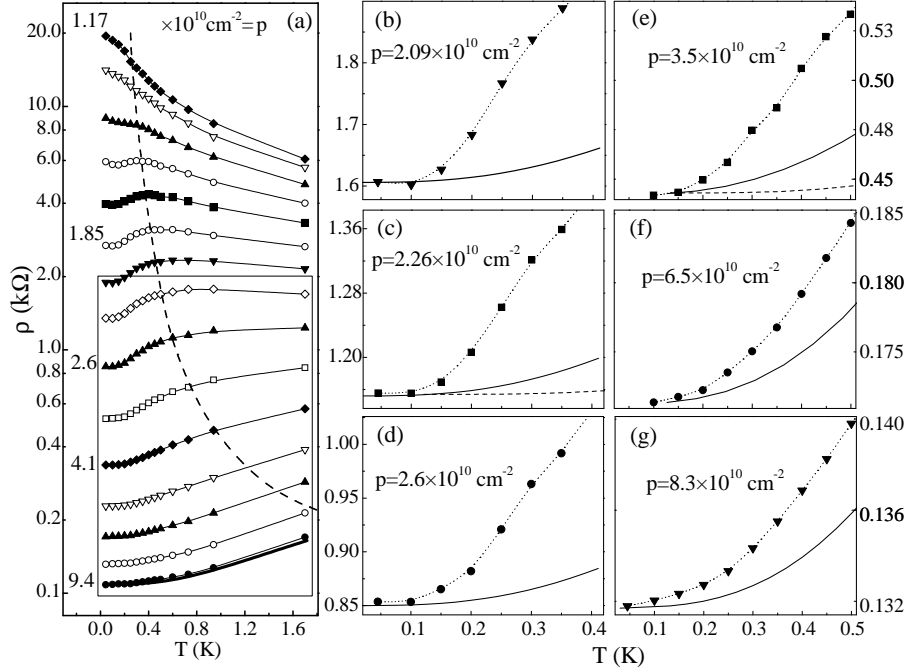 ×10¹⁰cm⁻²=p (a)
1.17
20.0
10.0
8.0
6.0
4.0
1.85
2.0
2.6
1.0
0.8
0.6
0.4
4.1
0.2
9.4
0.1
ρ (kΩ)
0.0 0.4 0.8 1.2 1.6
T (K)
(b)
p=2.09×10¹⁰ cm⁻²
1.8
1.7
1.6
(c)
p=2.26×10¹⁰ cm⁻²
1.36
1.28
1.20
1.12
(d)
p=2.6×10¹⁰ cm⁻²
1.00
0.95
0.90
0.85
0.1 0.2 0.3 0.4
(e)
p=3.5×10¹⁰ cm⁻²
0.53
0.50
0.48
0.45
(f)
p=6.5×10¹⁰ cm⁻²
0.185
0.180
0.175
(g)
p=8.3×10¹⁰ cm⁻²
0.140
0.136
0.132
0.1 0.2 0.3 0.4 0.5
T (K)